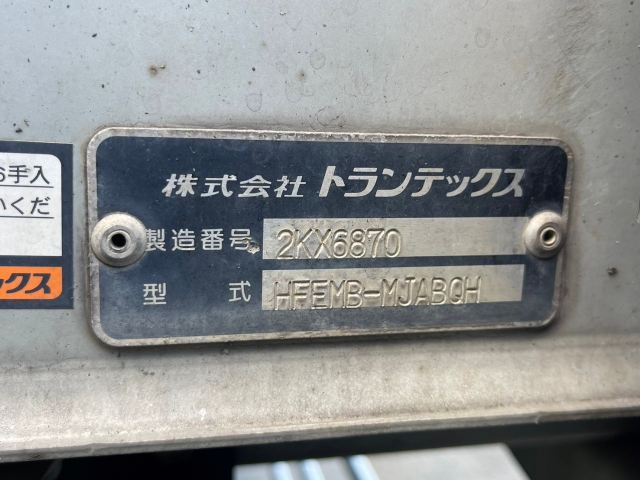 株式会社 トランテックス
製造番号 2KX6870
型式 HFEMB-MJABQH
6手入
いくだ
ックス